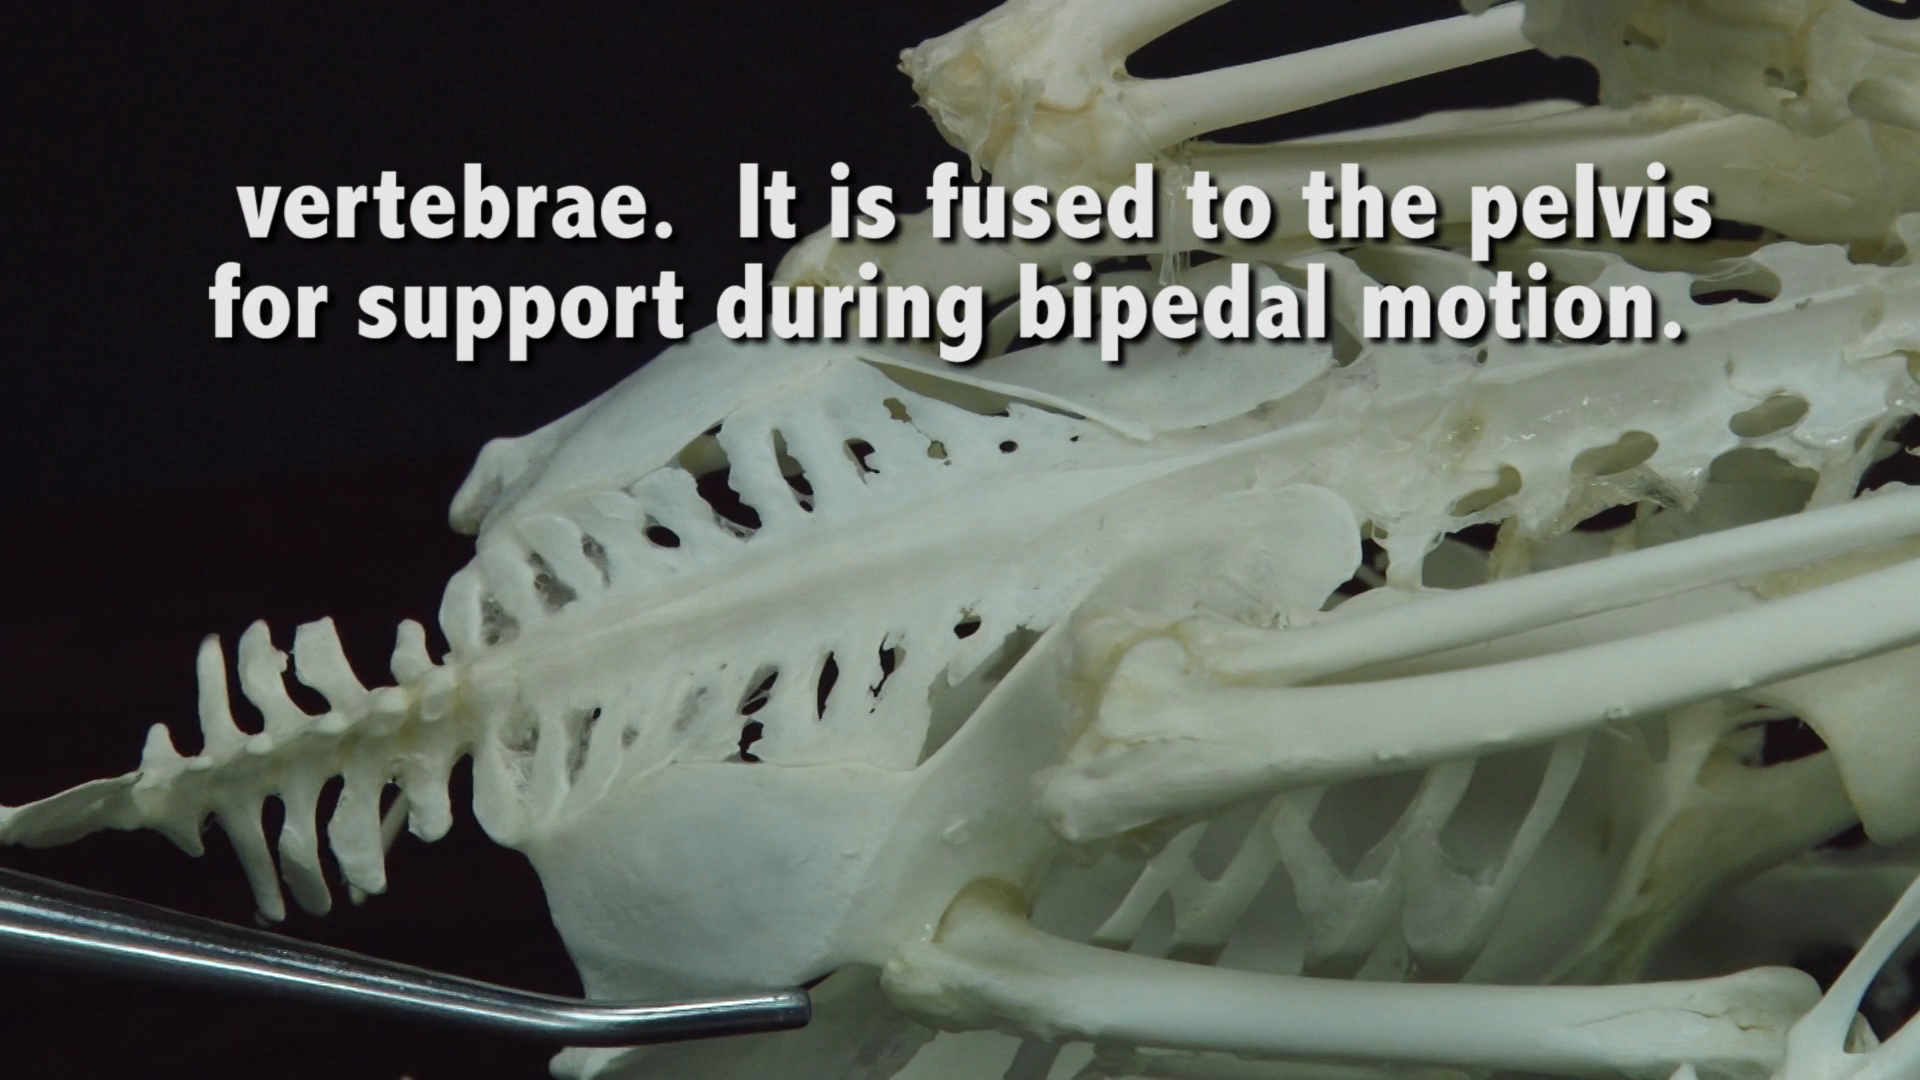 vertebrae.  It is fused to the pelvis
for support during bipedal motion.